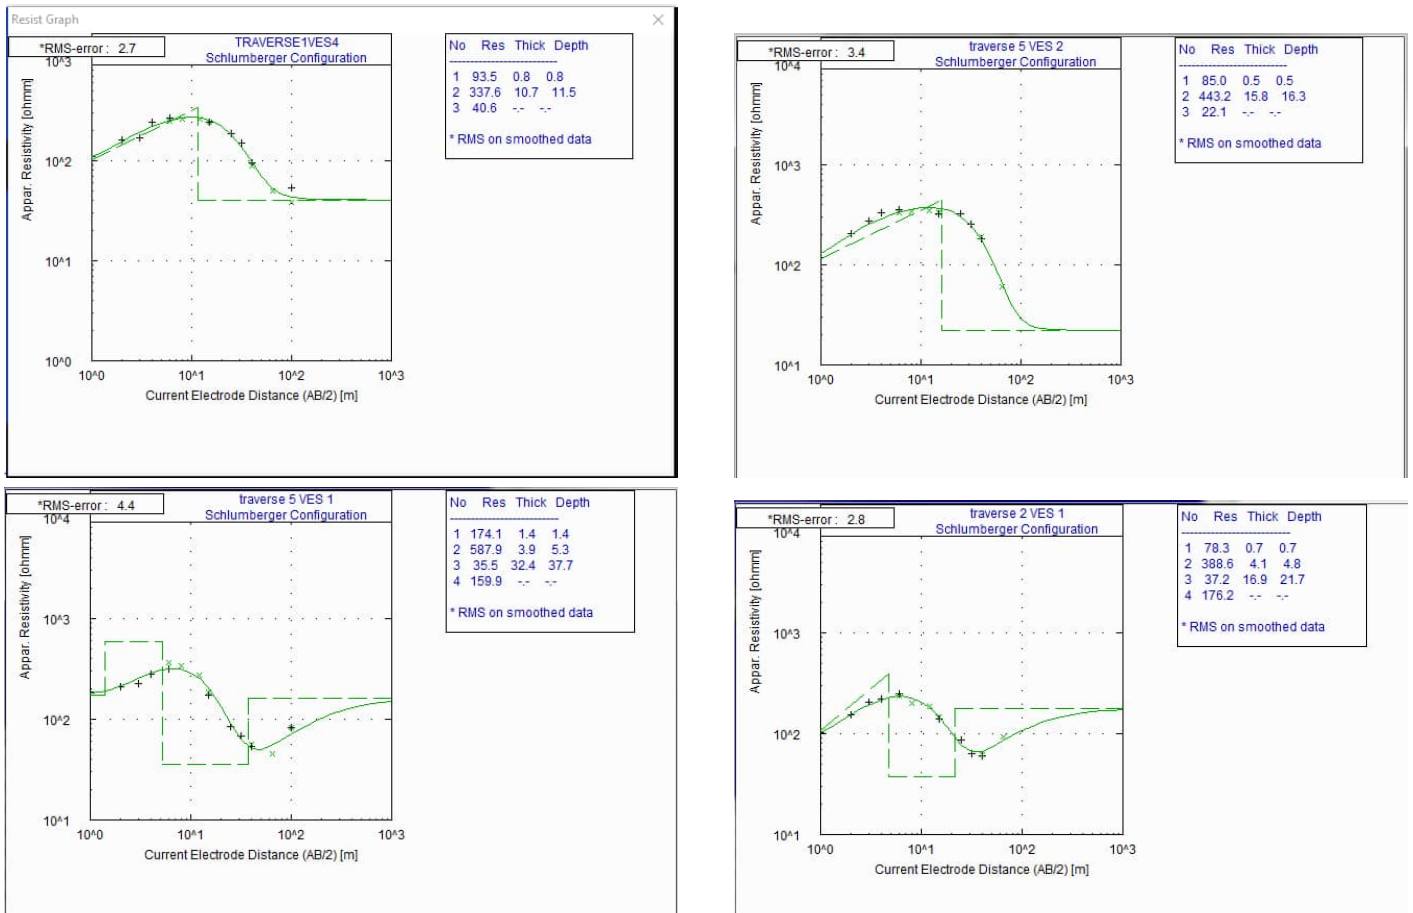 Resist Graph
*RMS-error : 2.7
TRAVERSE1VES4
Schlumberger Configuration
10^3
10^2
10^1
10^0
Appar. Resistivity [ohmm]
10^0 10^1 10^2 10^3
Current Electrode Distance (AB/2) [m]
No Res Thick Depth
1 93.5 0.8 0.8
2 337.6 10.7 11.5
3 40.6 -.- -.-
* RMS on smoothed data
*RMS-error : 3.4
traverse 5 VES 2
Schlumberger Configuration
10^4
10^3
10^2
10^1
Appar. Resistivity [ohmm]
10^0 10^1 10^2 10^3
Current Electrode Distance (AB/2) [m]
No Res Thick Depth
1 85.0 0.5 0.5
2 443.2 15.8 16.3
3 22.1 -.- -.-
* RMS on smoothed data
*RMS-error : 4.4
traverse 5 VES 1
Schlumberger Configuration
10^4
10^3
10^2
10^1
Appar. Resistivity [ohmm]
10^0 10^1 10^2 10^3
Current Electrode Distance (AB/2) [m]
No Res Thick Depth
1 174.1 1.4 1.4
2 587.9 3.9 5.3
3 35.5 32.4 37.7
4 159.9 -.- -.-
* RMS on smoothed data
*RMS-error : 2.8
traverse 2 VES 1
Schlumberger Configuration
10^4
10^3
10^2
10^1
Appar. Resistivity [ohmm]
10^0 10^1 10^2 10^3
Current Electrode Distance (AB/2) [m]
No Res Thick Depth
1 78.3 0.7 0.7
2 388.6 4.1 4.8
3 37.2 16.9 21.7
4 176.2 -.- -.-
* RMS on smoothed data